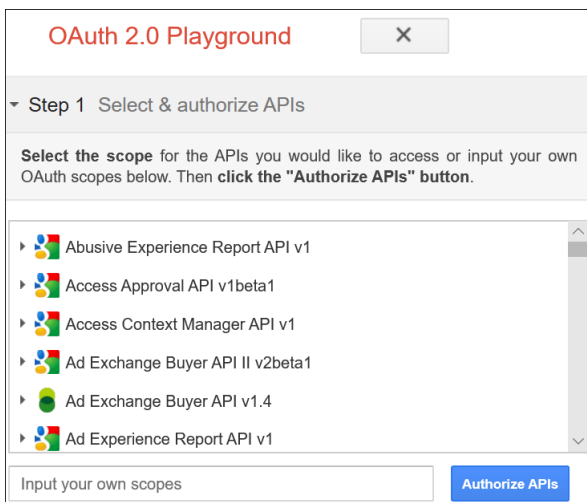 OAuth 2.0 Playground
Step 1 Select & authorize APIs
Select the scope for the APIs you would like to access or input your own
OAuth scopes below. Then click the "Authorize APIs" button.
Abusive Experience Report API v1
Access Approval API v1beta1
Access Context Manager API v1
Ad Exchange Buyer API II v2beta1
Ad Exchange Buyer API v1.4
Ad Experience Report API v1
Input your own scopes
Authorize APIs